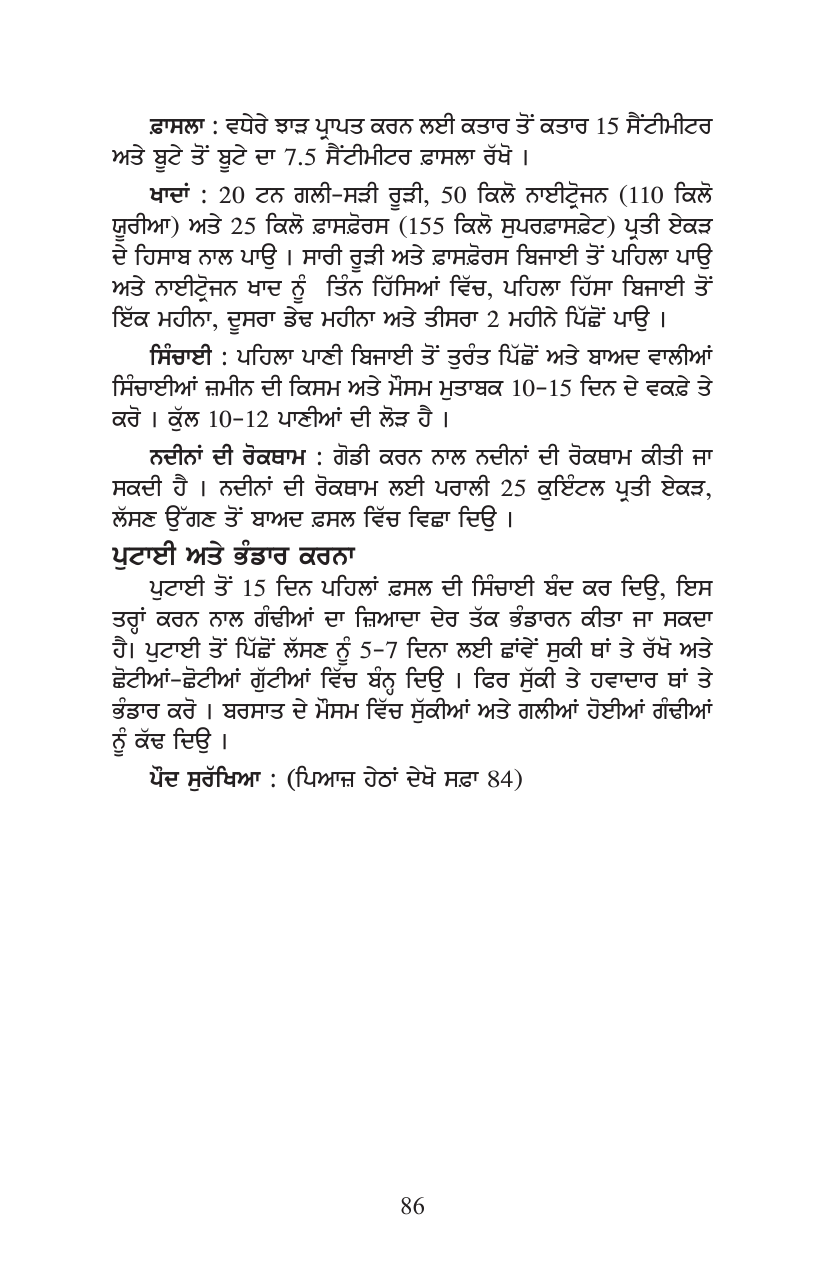 ਫ਼ਾਸਲਾ : ਵਧੇਰੇ ਝਾੜ ਪ੍ਰਾਪਤ ਕਰਨ ਲਈ ਕਤਾਰ ਤੋਂ ਕਤਾਰ 15 ਸੈਂਟੀਮੀਟਰ
ਅਤੇ ਬੂਟੇ ਤੋਂ ਬੂਟੇ ਦਾ 7.5 ਸੈਂਟੀਮੀਟਰ ਫ਼ਾਸਲਾ ਰੱਖੋ ।
ਖਾਦਾਂ : 20 ਟਨ ਗਲੀ-ਸੜੀ ਰੂੜੀ, 50 ਕਿਲੋ ਨਾਈਟ੍ਰੋਜਨ (110 ਕਿਲੋ
ਯੂਰੀਆ) ਅਤੇ 25 ਕਿਲੋ ਫ਼ਾਸਫ਼ੋਰਸ (155 ਕਿਲੋ ਸੁਪਰਫ਼ਾਸਫ਼ੇਟ) ਪ੍ਰਤੀ ਏਕੜ
ਦੇ ਹਿਸਾਬ ਨਾਲ ਪਾਉ । ਸਾਰੀ ਰੂੜੀ ਅਤੇ ਫ਼ਾਸਫ਼ੋਰਸ ਬਿਜਾਈ ਤੋਂ ਪਹਿਲਾ ਪਾਉ
ਅਤੇ ਨਾਈਟ੍ਰੋਜਨ ਖਾਦ ਨੂੰ ਤਿੰਨ ਹਿੱਸਿਆਂ ਵਿੱਚ, ਪਹਿਲਾ ਹਿੱਸਾ ਬਿਜਾਈ ਤੋਂ
ਇੱਕ ਮਹੀਨਾ, ਦੂਸਰਾ ਡੇਢ ਮਹੀਨਾ ਅਤੇ ਤੀਸਰਾ 2 ਮਹੀਨੇ ਪਿੱਛੋਂ ਪਾਉ ।
ਸਿੰਚਾਈ : ਪਹਿਲਾ ਪਾਣੀ ਬਿਜਾਈ ਤੋਂ ਤੁਰੰਤ ਪਿੱਛੋਂ ਅਤੇ ਬਾਅਦ ਵਾਲੀਆਂ
ਸਿੰਚਾਈਆਂ ਜ਼ਮੀਨ ਦੀ ਕਿਸਮ ਅਤੇ ਮੌਸਮ ਮੁਤਾਬਕ 10-15 ਦਿਨ ਦੇ ਵਕਫ਼ੇ ਤੇ
ਕਰੋ । ਕੁੱਲ 10-12 ਪਾਣੀਆਂ ਦੀ ਲੋੜ ਹੈ ।
ਨਦੀਨਾਂ ਦੀ ਰੋਕਥਾਮ : ਗੋਡੀ ਕਰਨ ਨਾਲ ਨਦੀਨਾਂ ਦੀ ਰੋਕਥਾਮ ਕੀਤੀ ਜਾ
ਸਕਦੀ ਹੈ । ਨਦੀਨਾਂ ਦੀ ਰੋਕਥਾਮ ਲਈ ਪਰਾਲੀ 25 ਕੁਇੰਟਲ ਪ੍ਰਤੀ ਏਕੜ,
ਲੱਸਣ ਉੱਗਣ ਤੋਂ ਬਾਅਦ ਫ਼ਸਲ ਵਿੱਚ ਵਿਛਾ ਦਿਉ ।
ਪੁਟਾਈ ਅਤੇ ਭੰਡਾਰ ਕਰਨਾ
ਪੁਟਾਈ ਤੋਂ 15 ਦਿਨ ਪਹਿਲਾਂ ਫ਼ਸਲ ਦੀ ਸਿੰਚਾਈ ਬੰਦ ਕਰ ਦਿਉ, ਇਸ
ਤਰ੍ਹਾਂ ਕਰਨ ਨਾਲ ਗੰਢੀਆਂ ਦਾ ਜ਼ਿਆਦਾ ਦੇਰ ਤੱਕ ਭੰਡਾਰਨ ਕੀਤਾ ਜਾ ਸਕਦਾ
ਹੈ। ਪੁਟਾਈ ਤੋਂ ਪਿੱਛੋਂ ਲੱਸਣ ਨੂੰ 5-7 ਦਿਨਾ ਲਈ ਛਾਂਵੇਂ ਸੁਕੀ ਥਾਂ ਤੇ ਰੱਖੋ ਅਤੇ
ਛੋਟੀਆਂ-ਛੋਟੀਆਂ ਗੁੱਟੀਆਂ ਵਿੱਚ ਬੰਨ੍ਹ ਦਿਉ । ਫਿਰ ਸੁੱਕੀ ਤੇ ਹਵਾਦਾਰ ਥਾਂ ਤੇ
ਭੰਡਾਰ ਕਰੋ । ਬਰਸਾਤ ਦੇ ਮੌਸਮ ਵਿੱਚ ਸੁੱਕੀਆਂ ਅਤੇ ਗਲੀਆਂ ਹੋਈਆਂ ਗੰਢੀਆਂ
ਨੂੰ ਕੱਢ ਦਿਉ ।
ਪੌਦ ਸੁਰੱਖਿਆ : (ਪਿਆਜ਼ ਹੇਠਾਂ ਦੇਖੋ ਸਫ਼ਾ 84)
86